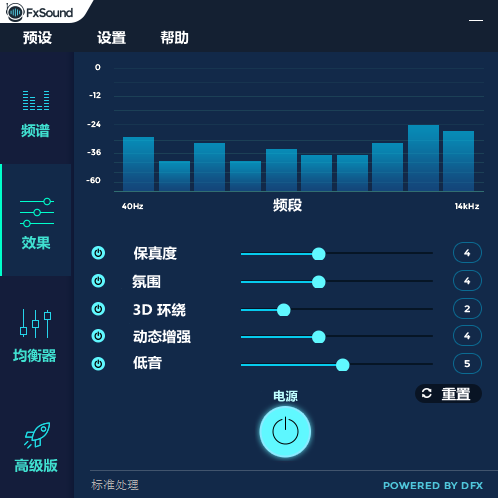 FxSound
预设 设置 帮助
0
-12
-24
-36
-60
40Hz 频段 14kHz
频谱
效果
均衡器
高级版
保真度 4
氛围 4
3D 环绕 2
动态增强 4
低音 5
重置
电源
标准处理 POWERED BY DFX